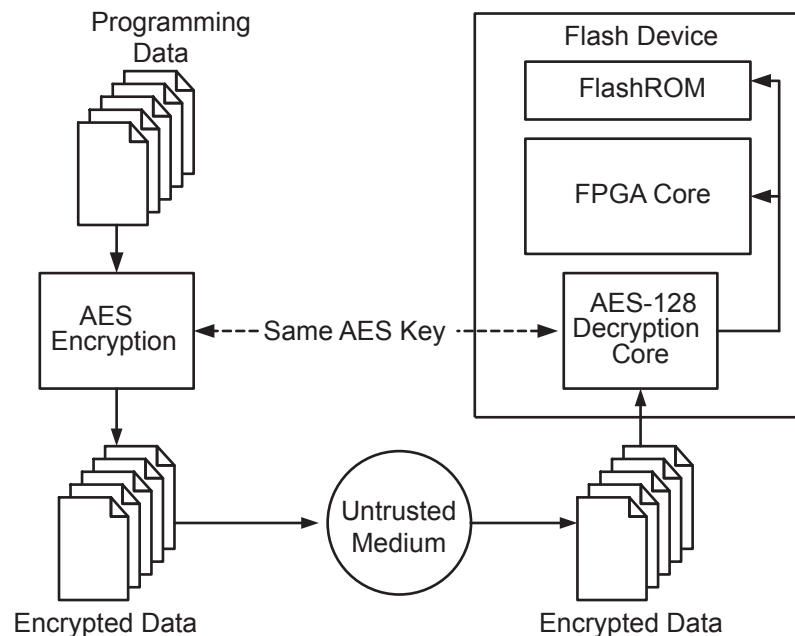 Programming
Data
Flash Device
FlashROM
FPGA Core
AES
Encryption
Same AES Key
AES-128
Decryption
Core
Untrusted
Medium
Encrypted Data
Encrypted Data